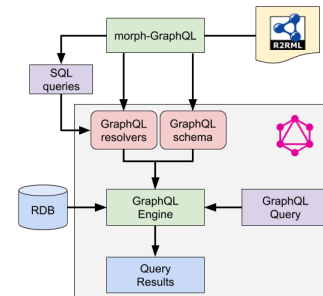 morph-GraphQL
R2RML
SQL
queries
GraphQL
resolvers
GraphQL
schema
RDB
GraphQL
Engine
GraphQL
Query
Query
Results